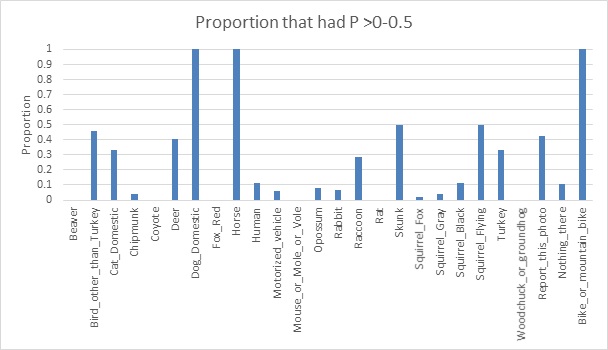 Proportion that had P >0-0.5
Proportion
1
0.9
0.8
0.7
0.6
0.5
0.4
0.3
0.2
0.1
0
Beaver
Bird_other_than_Turkey
Cat_Domestic
Chipmunk
Coyote
Deer
Dog_Domestic
Fox_Red
Horse
Human
Motorized_vehicle
Mouse_or_Mole_or_Vole
Opossum
Rabbit
Raccoon
Rat
Skunk
Squirrel_Fox
Squirrel_Gray
Squirrel_Black
Squirrel_Flying
Turkey
Woodchuck_or_groundhog
Report_this_photo
Nothing_there
Bike_or_mountain_bike